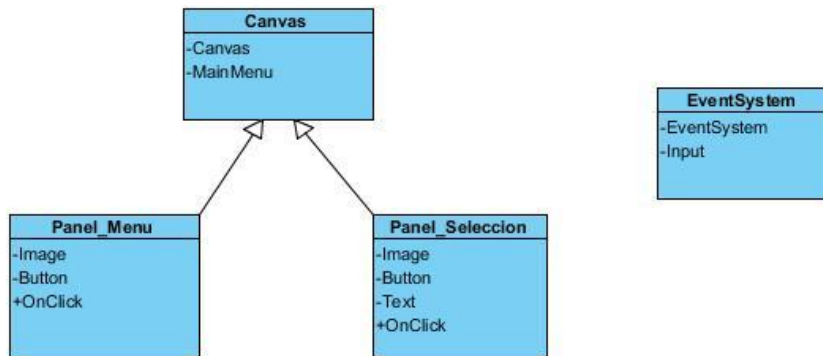 Canvas
-Canvas
-MainMenu
EventSystem
-EventSystem
-Input
Panel_Menu
-Image
-Button
+OnClick
Panel_Seleccion
-Image
-Button
-Text
+OnClick